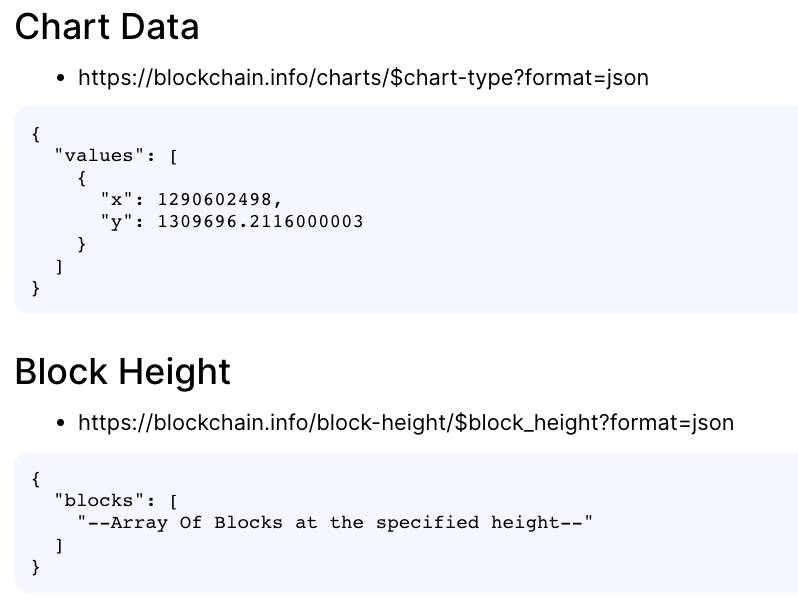 Chart Data
• https://blockchain.info/charts/$chart-type?format=json
{
  "values": [
    {
      "x": 1290602498,
      "y": 1309696.2116000003
    }
  ]
}
Block Height
• https://blockchain.info/block-height/$block_height?format=json
{
  "blocks": [
    "--Array Of Blocks at the specified height--"
  ]
}